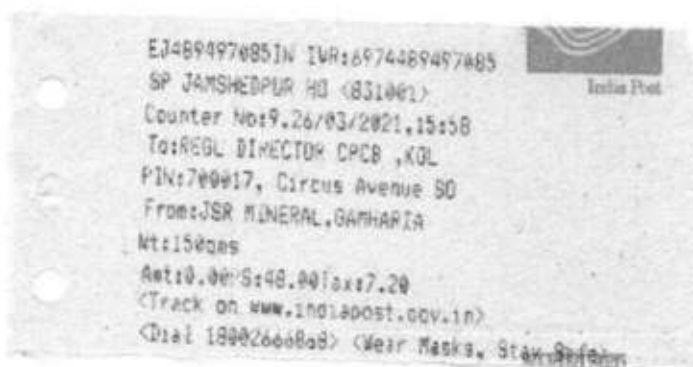 EJ489497085IN IVR:6974489497085
SP JAMSHEDPUR HO <831001>
Counter No:9,26/03/2021,15:58
To:REGL DIRECTOR CPCB ,KOL
PIN:700017, Circus Avenue SO
From:JSR MINERAL,GAMHARIA
Wt:150gms
Amt:0.00 PS:48.00Tax:7.20
<Track on www.indiapost.gov.in>
<Dial 18002666868> <Wear Masks, Stay Safe>
India Post